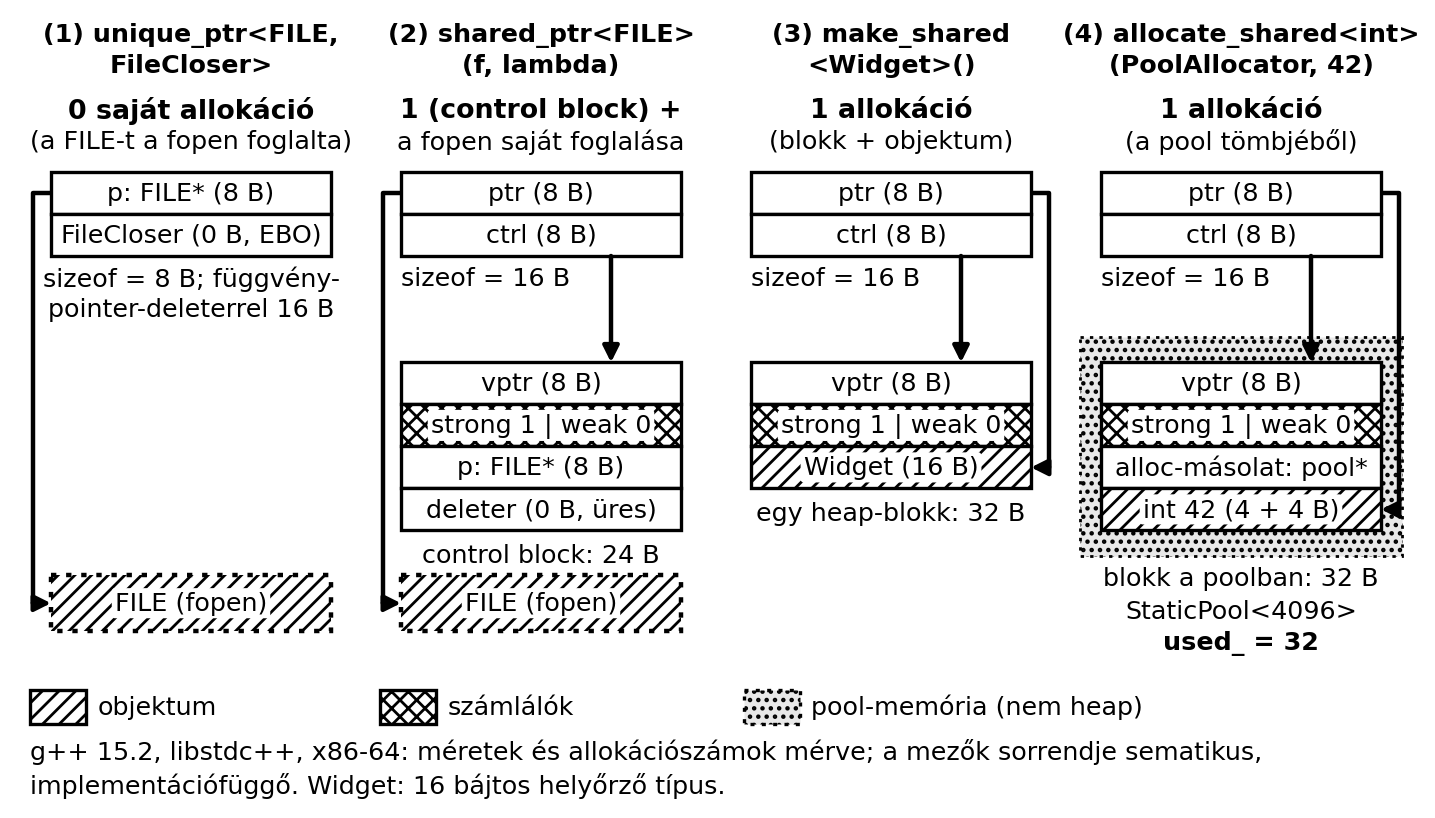 (1) unique_ptr<FILE,
FileCloser>
0 saját allokáció
(a FILE-t a fopen foglalta)
p: FILE* (8 B)
FileCloser (0 B, EBO)
sizeof = 8 B; függvény-
pointer-deleterrel 16 B
FILE (fopen)
(2) shared_ptr<FILE>
(f, lambda)
1 (control block) +
a fopen saját foglalása
ptr (8 B)
ctrl (8 B)
sizeof = 16 B
vptr (8 B)
strong 1 | weak 0
p: FILE* (8 B)
deleter (0 B, üres)
control block: 24 B
FILE (fopen)
(3) make_shared
<Widget>()
1 allokáció
(blokk + objektum)
ptr (8 B)
ctrl (8 B)
sizeof = 16 B
vptr (8 B)
strong 1 | weak 0
Widget (16 B)
egy heap-blokk: 32 B
(4) allocate_shared<int>
(PoolAllocator, 42)
1 allokáció
(a pool tömbjéből)
ptr (8 B)
ctrl (8 B)
sizeof = 16 B
vptr (8 B)
strong 1 | weak 0
alloc-másolat: pool*
int 42 (4 + 4 B)
blokk a poolban: 32 B
StaticPool<4096>
used_ = 32
objektum
számlálók
pool-memória (nem heap)
g++ 15.2, libstdc++, x86-64: méretek és allokációszámok mérve; a mezők sorrendje sematikus,
implementációfüggő. Widget: 16 bájtos helyőrző típus.